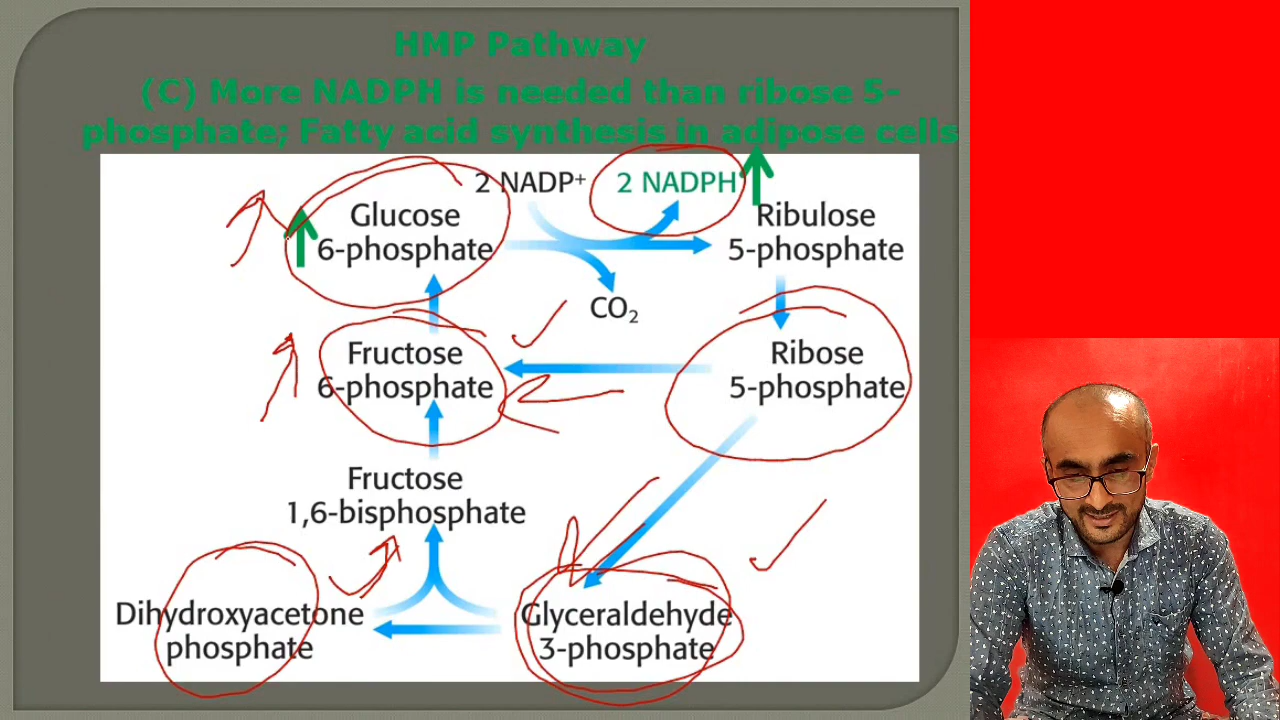 HMP Pathway
(C) More NADPH is needed than ribose 5-
phosphate; Fatty acid synthesis in adipose cells
2 NADP⁺ 2 NADPH
Glucose
6-phosphate
Ribulose
5-phosphate
CO₂
Fructose
6-phosphate
Ribose
5-phosphate
Fructose
1,6-bisphosphate
Dihydroxyacetone
phosphate
Glyceraldehyde
3-phosphate